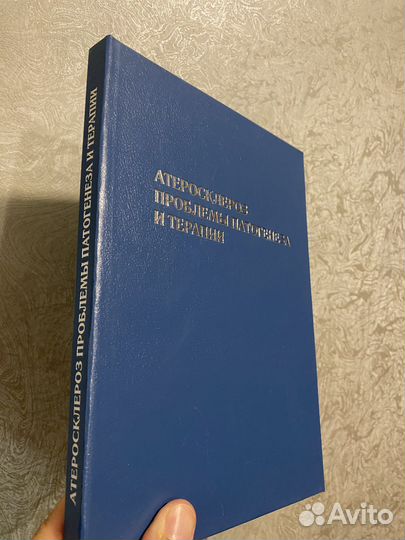 АТЕРОСКЛЕРОЗ ПРОБЛЕМЫ ПАТОГЕНЕЗА И ТЕРАПИИ
АТЕРОСКЛЕРОЗ
ПРОБЛЕМЫ ПАТОГЕНЕЗА
И ТЕРАПИИ
Avito